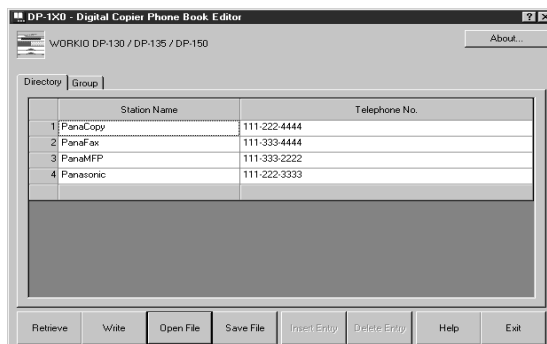 DP-1X0 - Digital Copier Phone Book Editor
WORKIO DP-130 / DP-135 / DP-150
About...
Directory Group
Station Name Telephone No.
1 PanaCopy 111-222-4444
2 PanaFax 111-333-4444
3 PanaMFP 111-333-2222
4 Panasonic 111-222-3333
Retrieve Write Open File Save File Insert Entry Delete Entry Help Exit